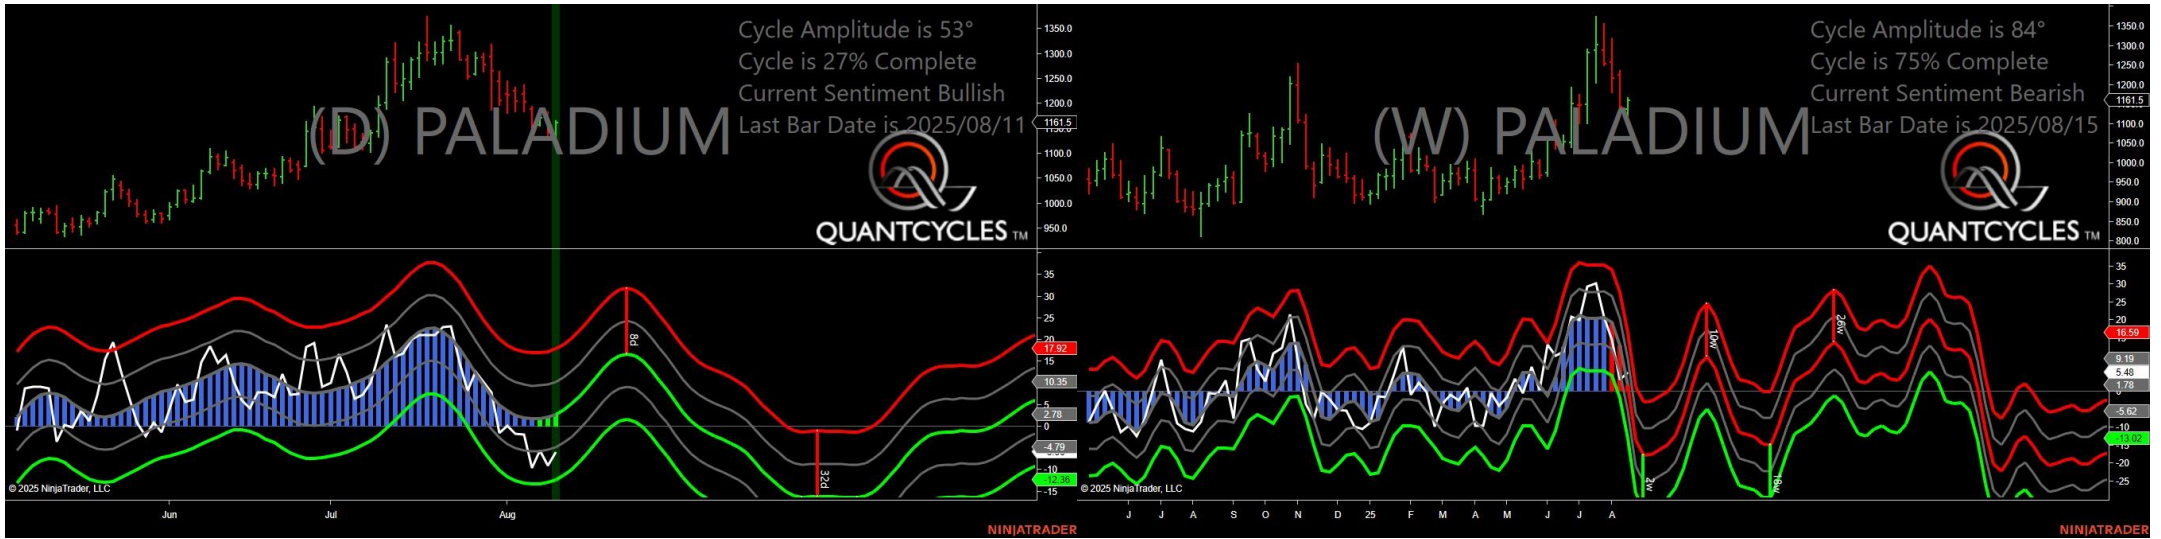 Cycle Amplitude is 53°
Cycle is 27% Complete
Current Sentiment Bullish
Last Bar Date is 2025/08/11
(D) PALADIUM
QUANTCYCLES TM
1350.0
1300.0
1250.0
1200.0
1161.5
1150.0
1100.0
1050.0
1000.0
950.0
35
30
25
20
17.92
15
10.35
5
2.78
0
-4.79
-10
-12.36
-15
8d
32d
© 2025 NinjaTrader, LLC
Jun
Jul
Aug
NINJATRADER
Cycle Amplitude is 84°
Cycle is 75% Complete
Current Sentiment Bearish
Last Bar Date is 2025/08/15
(W) PALADIUM
QUANTCYCLES TM
1350.0
1300.0
1250.0
1200.0
1161.5
1100.0
1050.0
1000.0
950.0
900.0
850.0
800.0
35
30
25
20
16.59
9.19
5.48
1.78
-5.62
-10
-13.02
-15
-20
-25
2w
10w
26w
© 2025 NinjaTrader, LLC
J
J
A
S
O
N
D
25
F
M
A
M
J
J
A
NINJATRADER